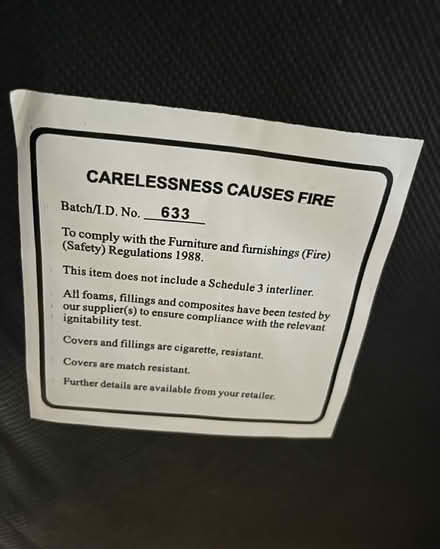 CARELESSNESS CAUSES FIRE
Batch/I.D. No. 633
To comply with the Furniture and furnishings (Fire)
(Safety) Regulations 1988.
This item does not include a Schedule 3 interliner.
All foams, fillings and composites have been tested by
our supplier(s) to ensure compliance with the relevant
ignitability test.
Covers and fillings are cigarette, resistant.
Covers are match resistant.
Further details are available from your retailer.